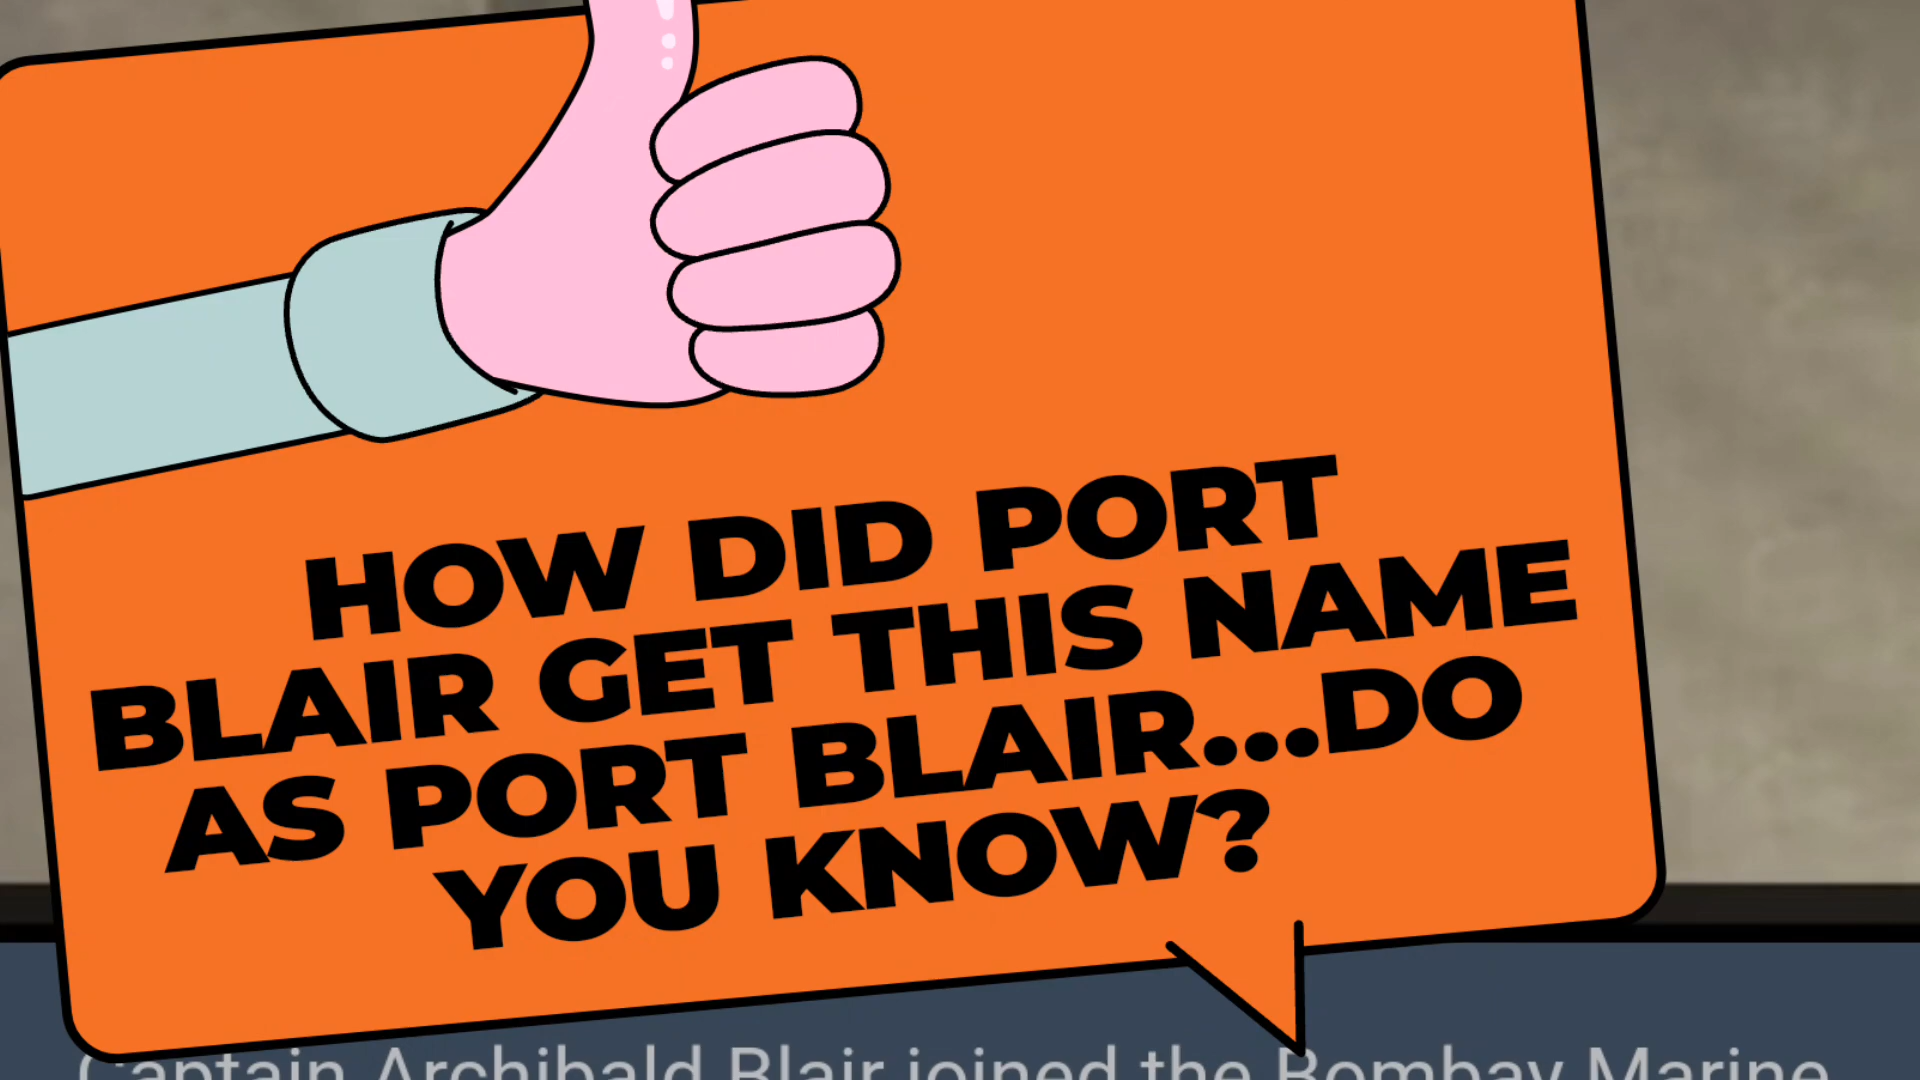 HOW DID PORT
BLAIR GET THIS NAME
AS PORT BLAIR...DO
YOU KNOW?
Captain Archibald Blair joined the Bombay Marine